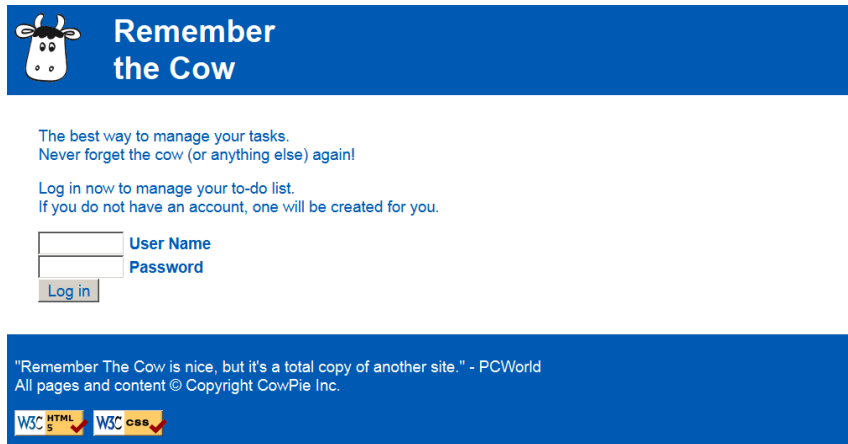 Remember
the Cow
The best way to manage your tasks.
Never forget the cow (or anything else) again!
Log in now to manage your to-do list.
If you do not have an account, one will be created for you.
User Name
Password
Log in
"Remember The Cow is nice, but it's a total copy of another site." - PCWorld
All pages and content © Copyright CowPie Inc.
W3C HTML 5 W3C css